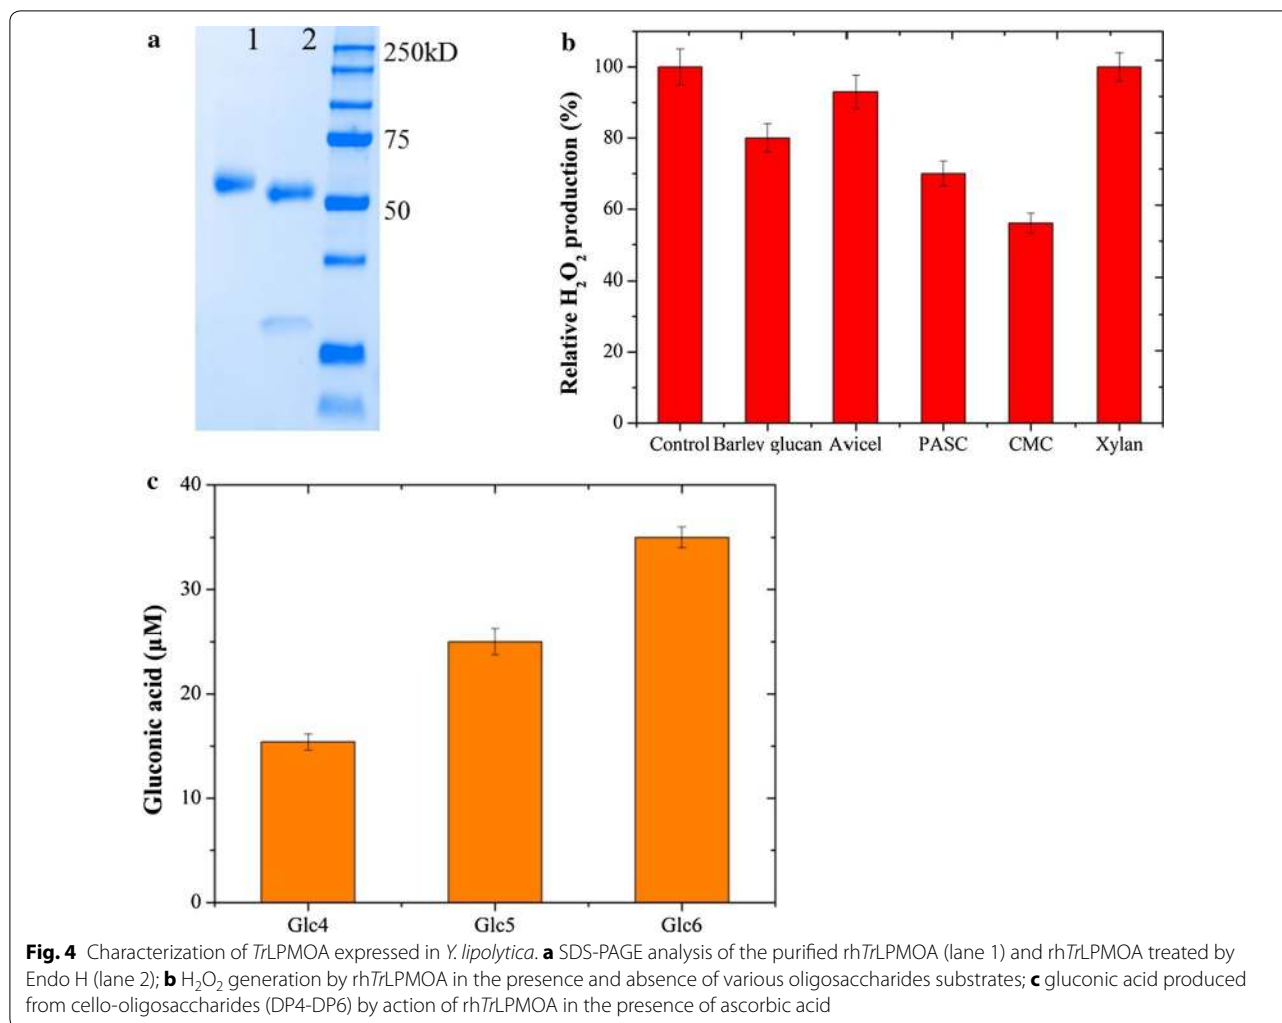 a
1 2
250kD
75
50
b
Relative H₂O₂ production (%)
100
80
60
40
20
0
Control Barley glucan Avicel PASC CMC Xylan
c
Gluconic acid (µM)
40
30
20
10
0
Glc4 Glc5 Glc6
Fig. 4 Characterization of TrLPMOA expressed in Y. lipolytica. a SDS-PAGE analysis of the purified rhTrLPMOA (lane 1) and rhTrLPMOA treated by
Endo H (lane 2); b H₂O₂ generation by rhTrLPMOA in the presence and absence of various oligosaccharides substrates; c gluconic acid produced
from cello-oligosaccharides (DP4-DP6) by action of rhTrLPMOA in the presence of ascorbic acid